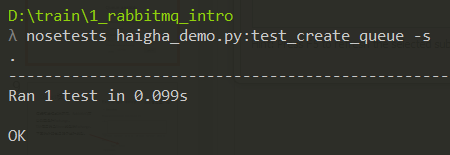 D:\train\1_rabbitmq_intro
λ nosetests haigha_demo.py:test_create_queue -s
.
----------------------------------------------------
Ran 1 test in 0.099s
OK